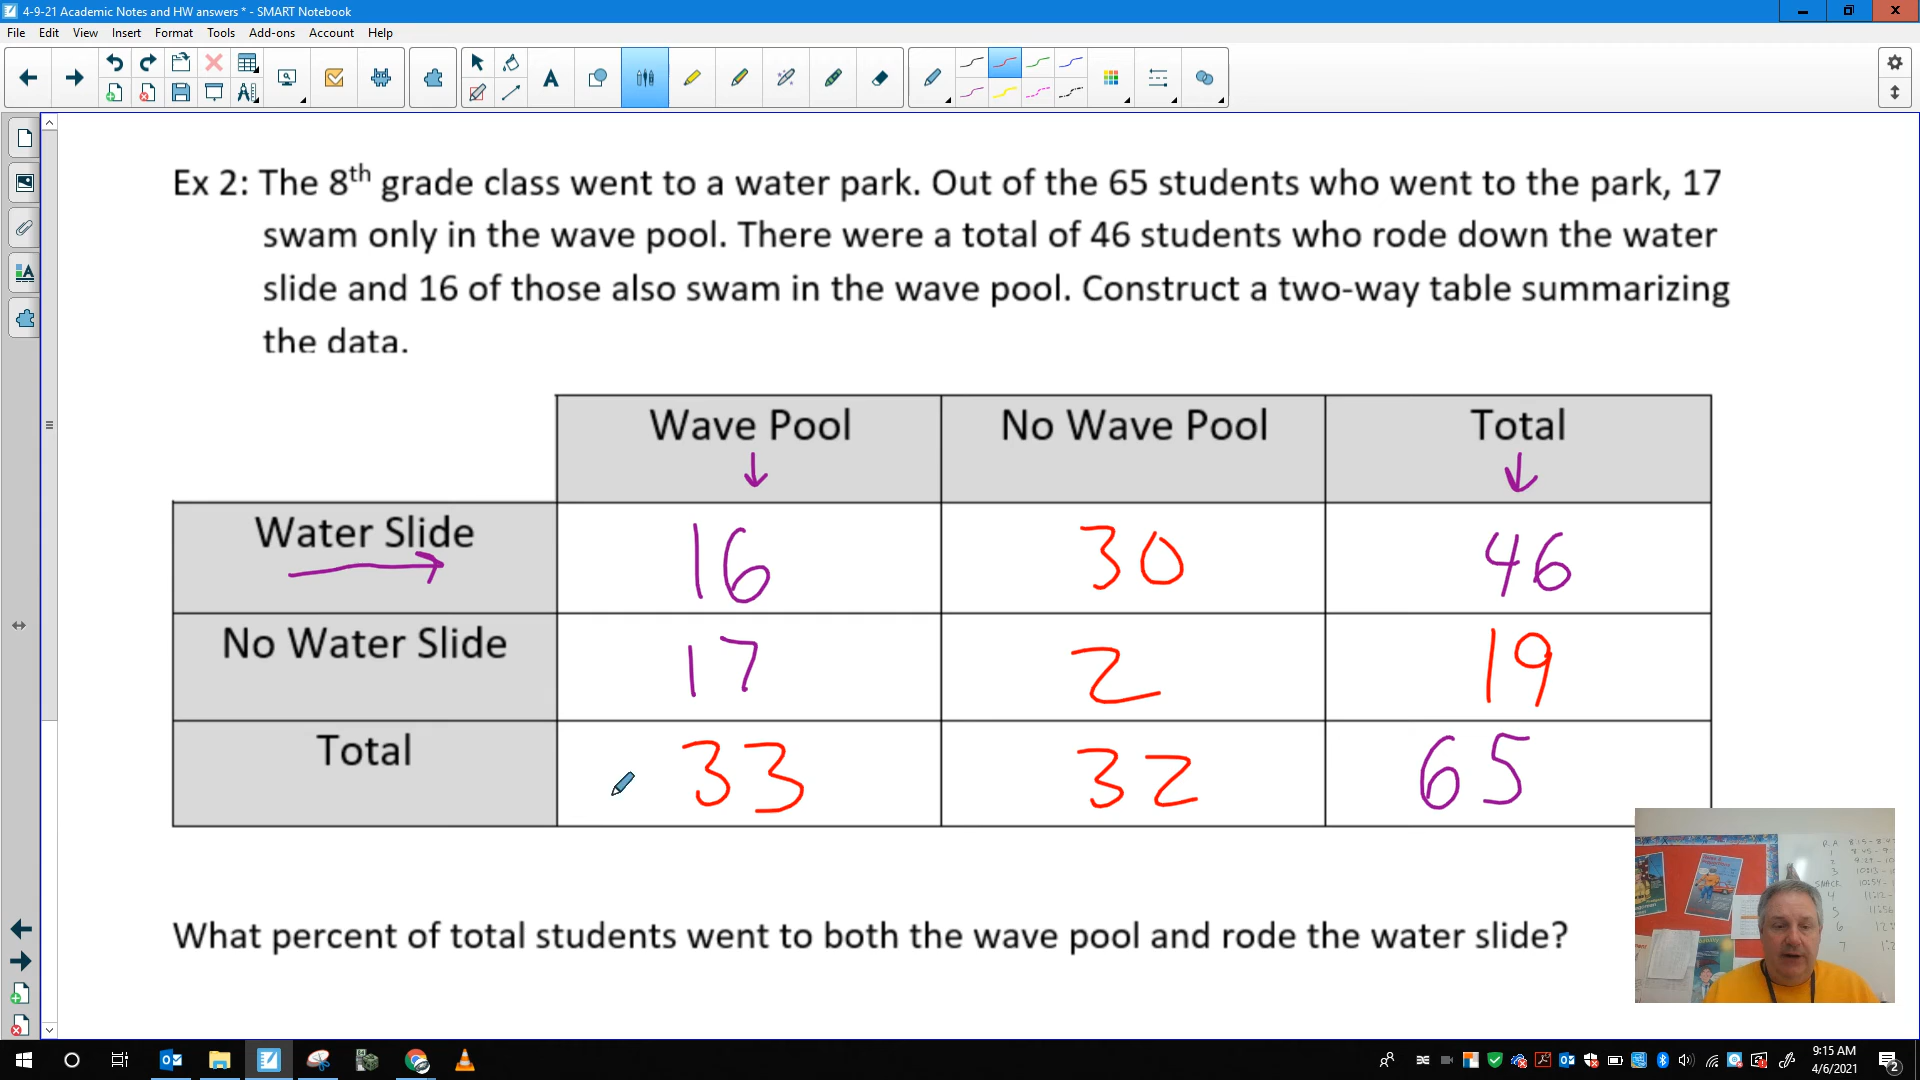 4-9-21 Academic Notes and HW answers * - SMART Notebook
File Edit View Insert Format Tools Add-ons Account Help
Ex 2: The 8th grade class went to a water park. Out of the 65 students who went to the park, 17
swam only in the wave pool. There were a total of 46 students who rode down the water
slide and 16 of those also swam in the wave pool. Construct a two-way table summarizing
the data.
Wave Pool No Wave Pool Total
Water Slide 16 30 46
No Water Slide 17 2 19
Total 33 32 65
What percent of total students went to both the wave pool and rode the water slide?
9:15 AM
4/6/2021
2